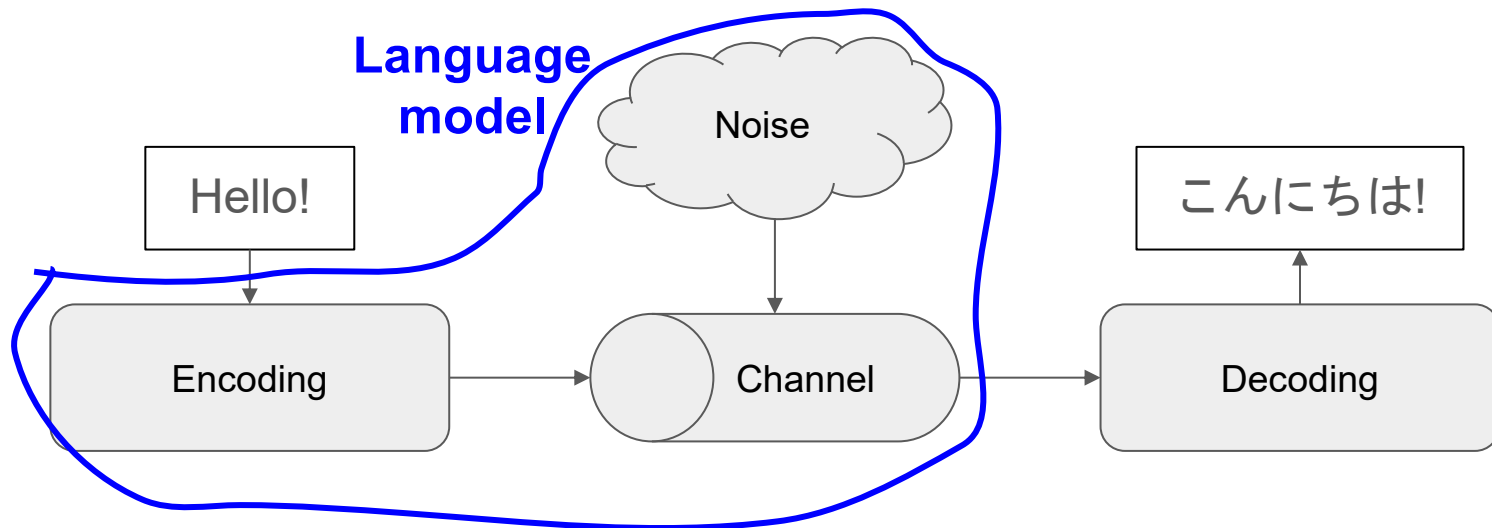 Language
model
Noise
Hello!
こんにちは!
Encoding
Channel
Decoding